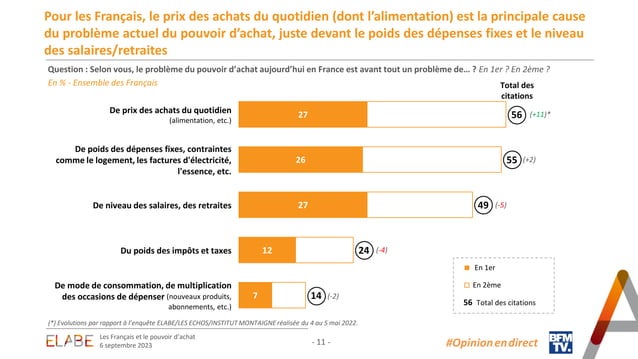 Pour les Français, le prix des achats du quotidien (dont l’alimentation) est la principale cause
du problème actuel du pouvoir d’achat, juste devant le poids des dépenses fixes et le niveau
des salaires/retraites
Question : Selon vous, le problème du pouvoir d’achat aujourd’hui en France est avant tout un problème de… ? En 1er ? En 2ème ?
En % - Ensemble des Français
Total des
citations
De prix des achats du quotidien
(alimentation, etc.)
27
56
(+11)*
De poids des dépenses fixes, contraintes
comme le logement, les factures d'électricité,
l'essence, etc.
26
55
(+2)
De niveau des salaires, des retraites
27
49
(-5)
Du poids des impôts et taxes
12
24
(-4)
De mode de consommation, de multiplication
des occasions de dépenser (nouveaux produits,
abonnements, etc.)
7
14
(-2)
En 1er
En 2ème
56 Total des citations
(*) Evolutions par rapport à l’enquête ELABE/LES ECHOS/INSTITUT MONTAIGNE réalisée du 4 au 5 mai 2022.
ELABE
Les Français et le pouvoir d’achat
6 septembre 2023
- 11 -
#Opinion en direct
BFM
TV.